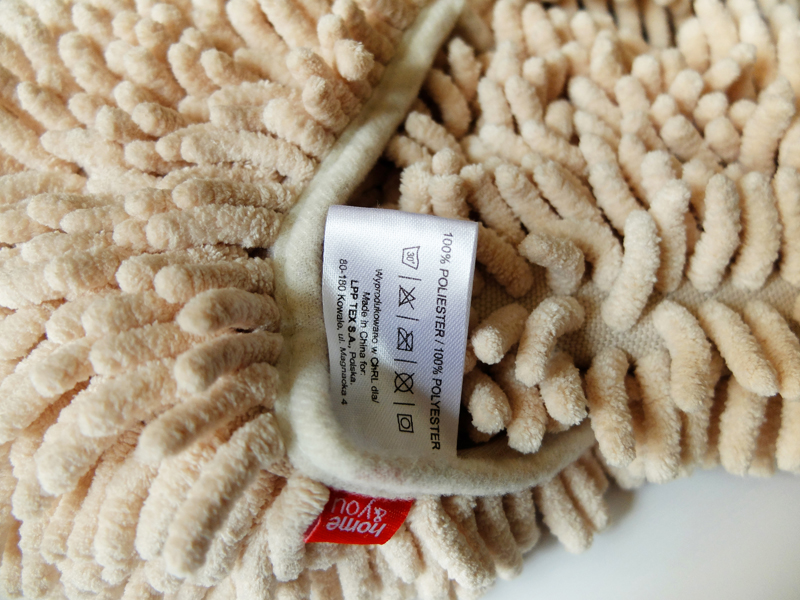 100% POLIESTER / 100% POLYESTER
30°
Wyprodukowano w ChRL dla/
Made in China for:
LPP TEX S.A., Polska,
80-180 Kowale, ul. Magnacka 4
home
&you